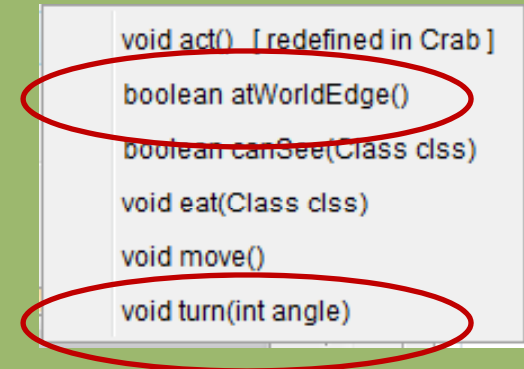 void act() [ redefined in Crab ]
boolean atWorldEdge()
boolean canSee(Class clss)
void eat(Class clss)
void move()
void turn(int angle)